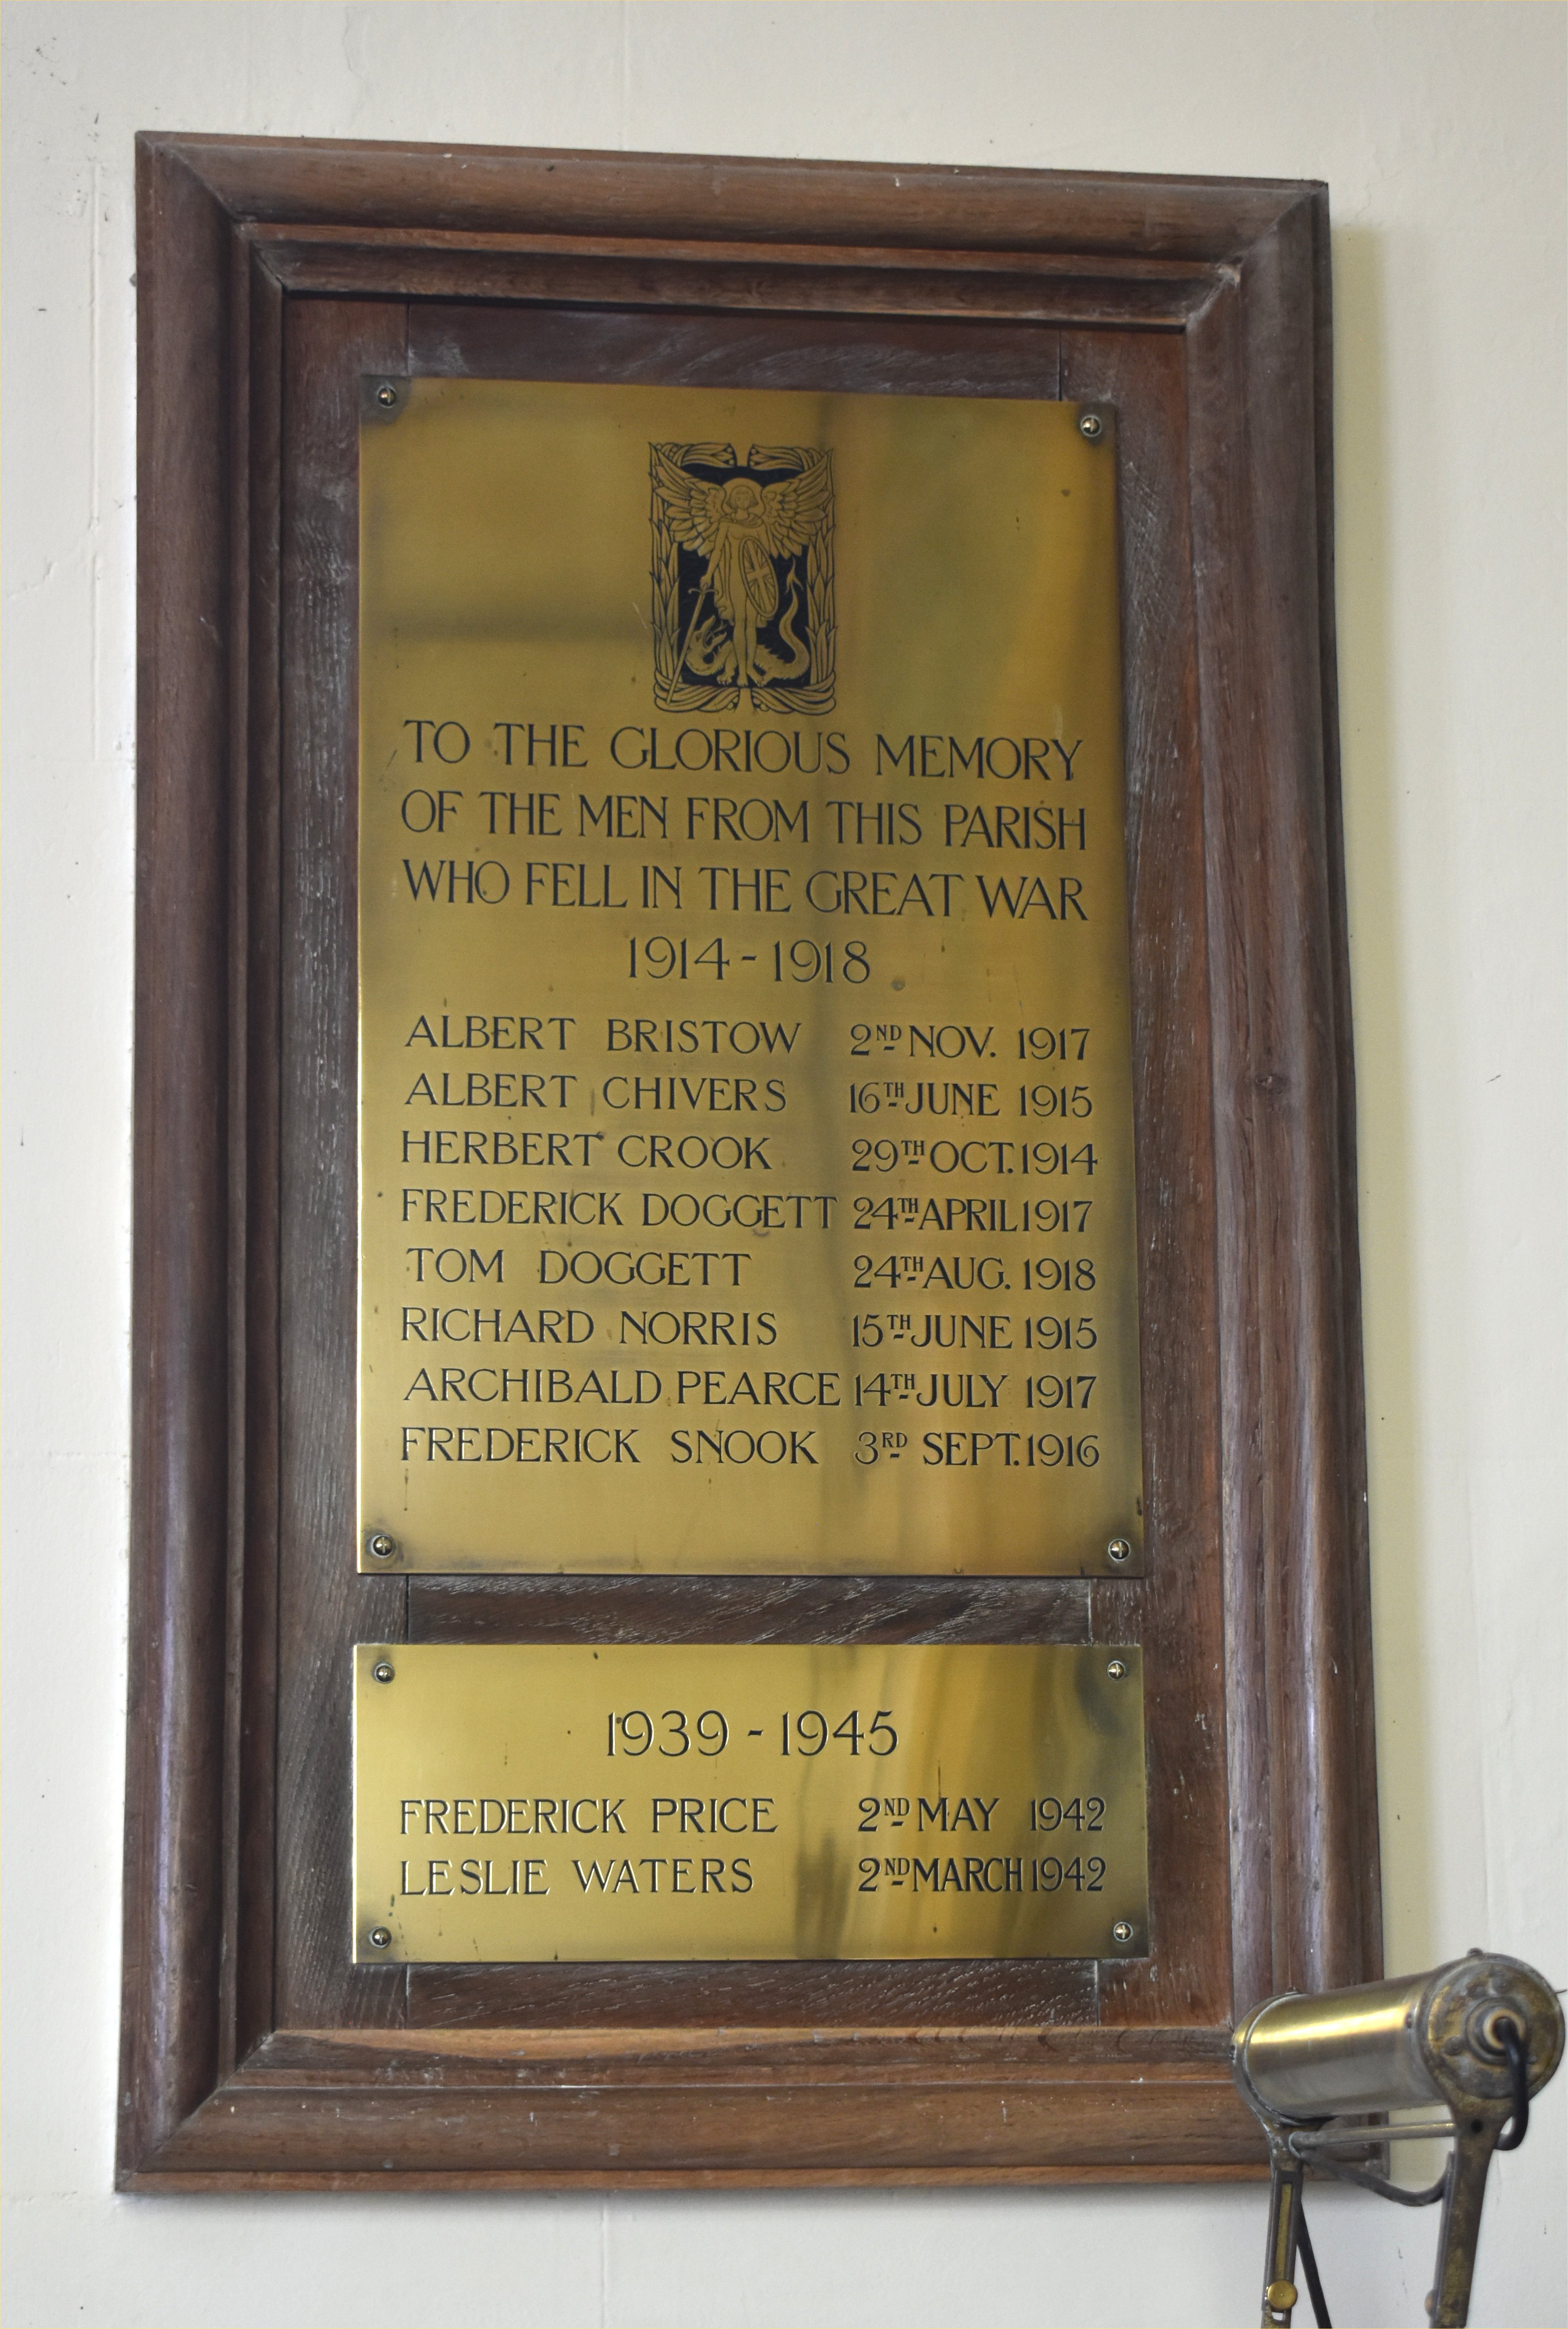 TO THE GLORIOUS MEMORY
OF THE MEN FROM THIS PARISH
WHO FELL IN THE GREAT WAR
1914 - 1918
ALBERT BRISTOW 2ND NOV. 1917
ALBERT CHIVERS 16TH JUNE 1915
HERBERT CROOK 29TH OCT. 1914
FREDERICK DOGGETT 24TH APRIL 1917
TOM DOGGETT 24TH AUG. 1918
RICHARD NORRIS 15TH JUNE 1915
ARCHIBALD PEARCE 14TH JULY 1917
FREDERICK SNOOK 3RD SEPT. 1916
1939 - 1945
FREDERICK PRICE 2ND MAY 1942
LESLIE WATERS 2ND MARCH 1942